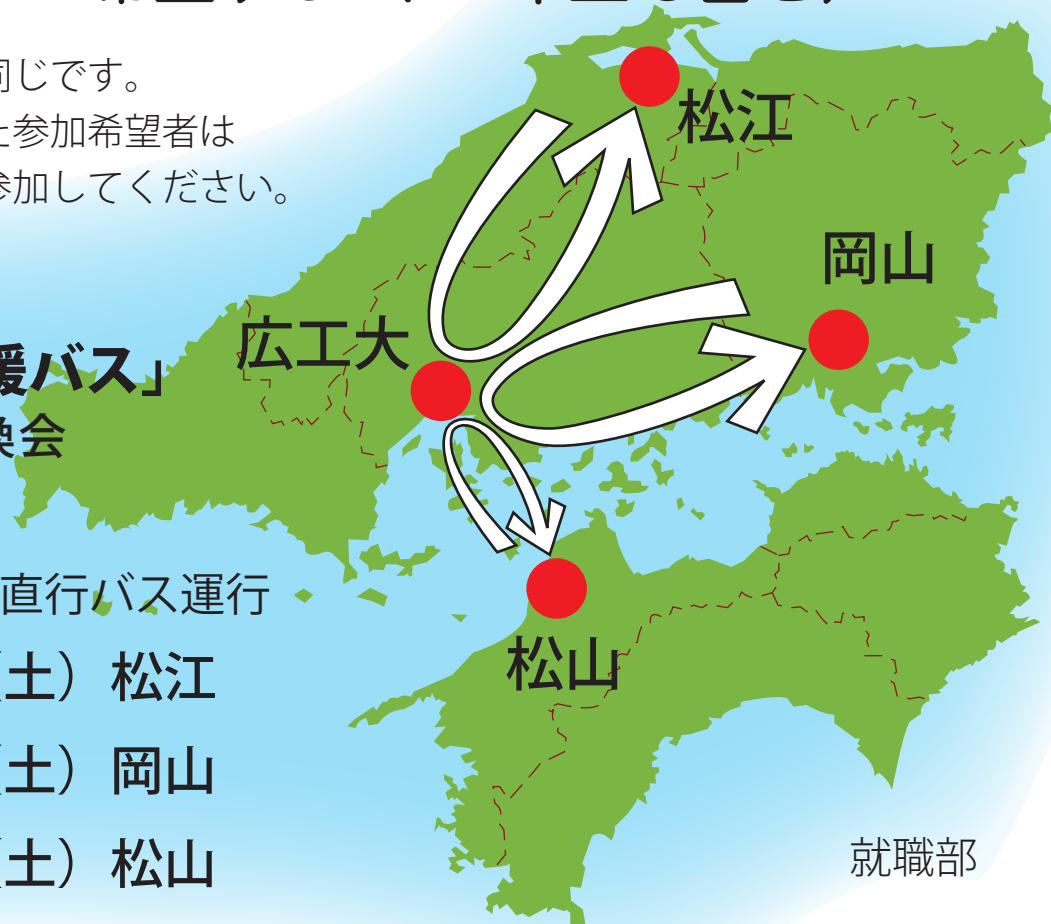 同じです。
た参加希望者は
参加してください。
松江
岡山
広工大
援バス」
換会
直行バス運行
(土) 松江
松山
(土) 岡山
(土) 松山
就職部